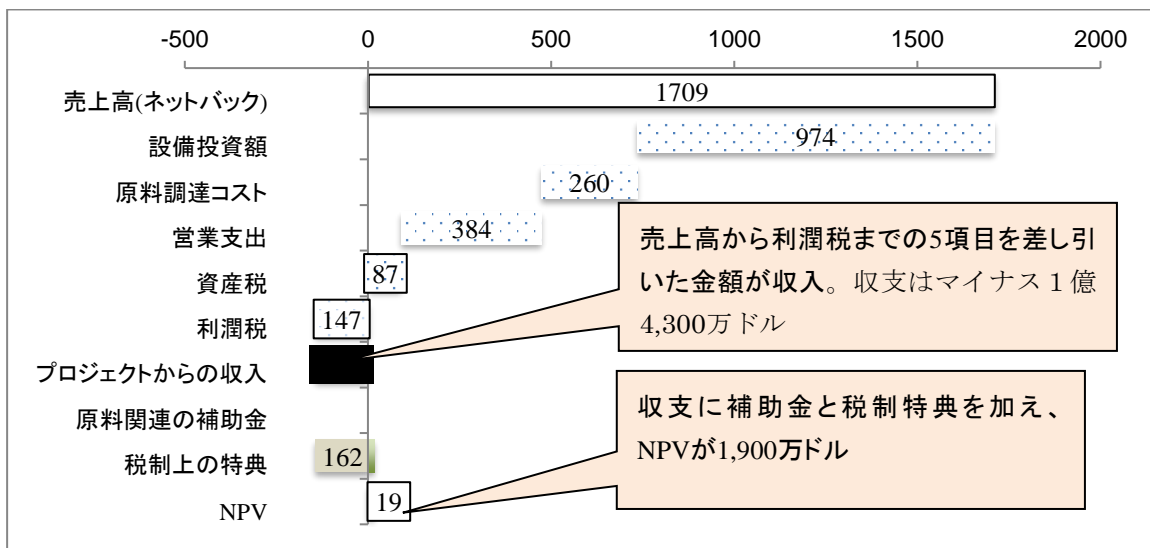 -500 0 500 1000 1500 2000
売上高(ネットバック) 1709
設備投資額 974
原料調達コスト 260
営業支出 384
資産税 87
利潤税 147
プロジェクトからの収入
原料関連の補助金
税制上の特典 162
NPV 19
売上高から利潤税までの5項目を差し引
いた金額が収入。収支はマイナス１億
4,300万ドル
収支に補助金と税制特典を加え、
NPVが1,900万ドル